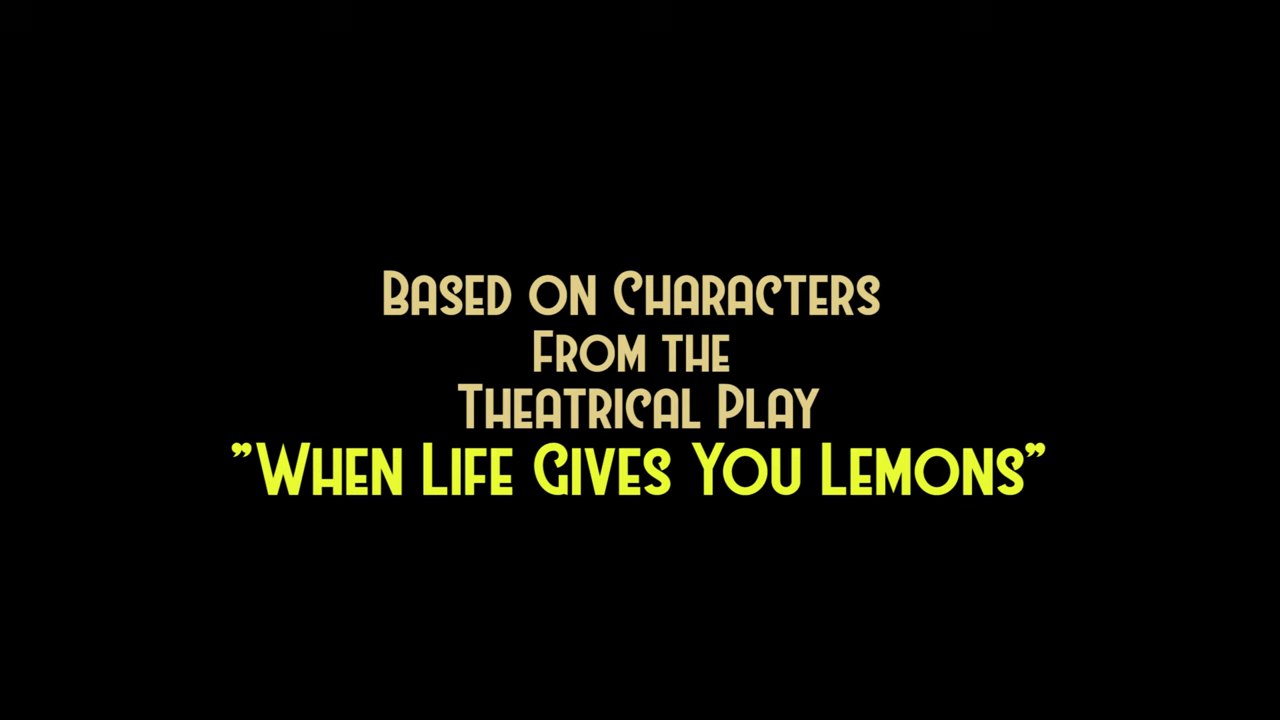 Based on Characters
From the
Theatrical Play
"When Life Gives You Lemons"